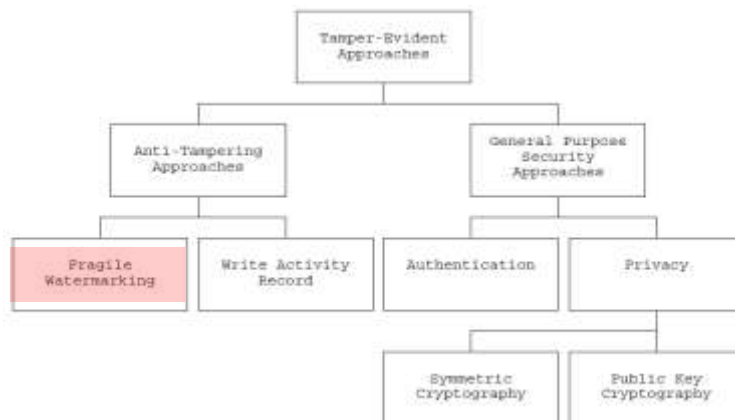 Tamper-Evident
Approaches
Anti-Tampering
Approaches
General Purpose
Security
Approaches
Fragile
Watermarking
Write Activity
Record
Authentication
Privacy
Symmetric
Cryptography
Public Key
Cryptography